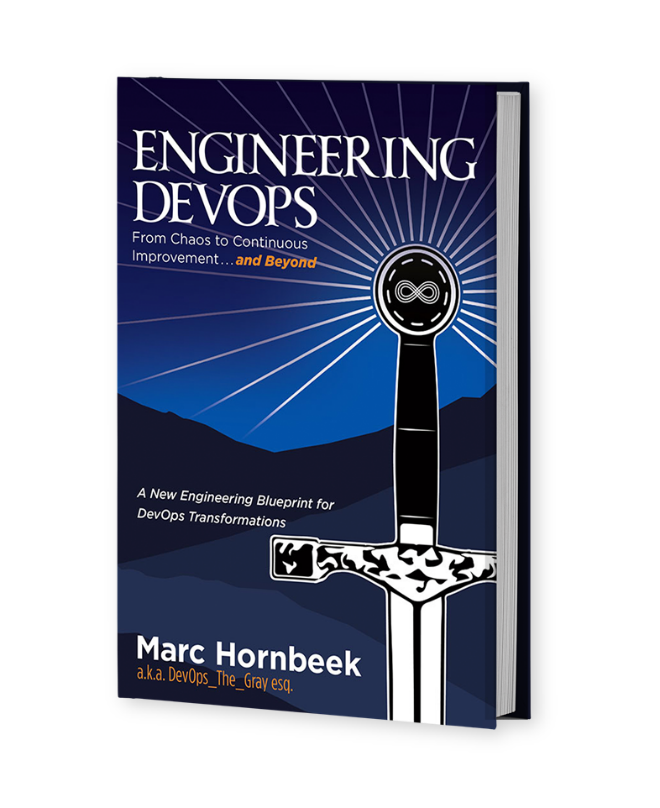 ENGINEERING
DEVOPS
From Chaos to Continuous
Improvement...and Beyond
A New Engineering Blueprint for
DevOps Transformations
Marc Hornbeek
a.k.a. DevOps_The_Gray esq.